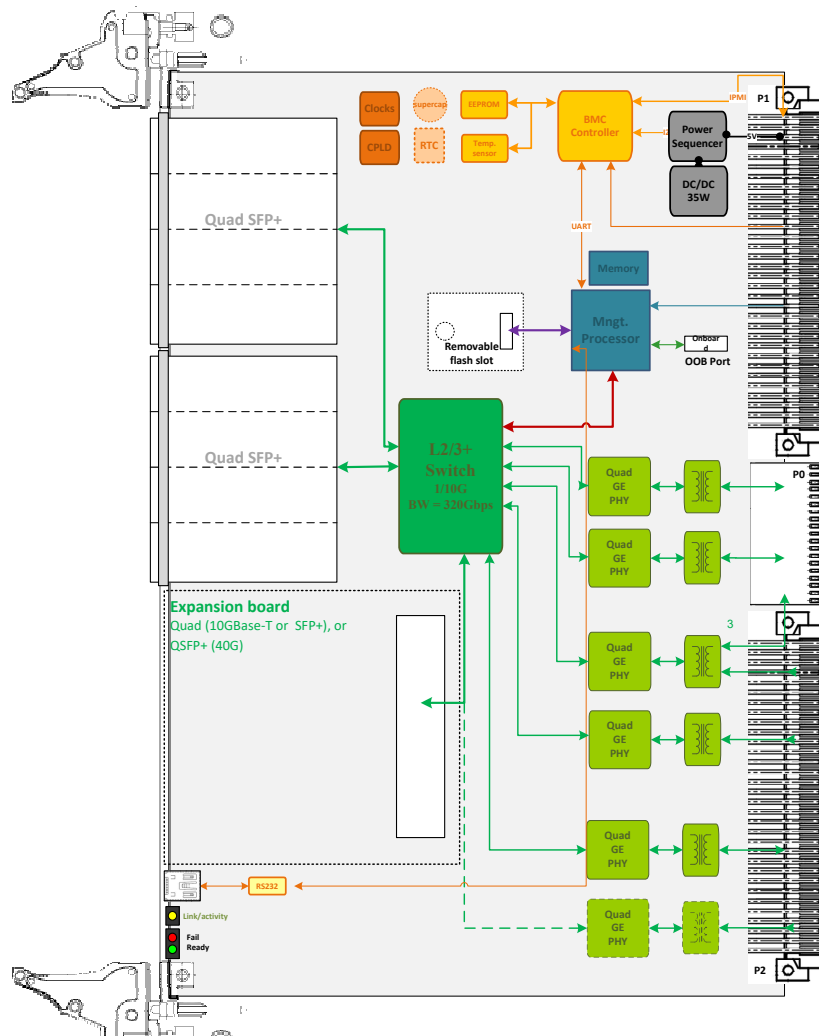 P1
IPMI
Clocks
supercap
EEPROM
BMC
Controller
Power
Sequencer
5V
CPLD
RTC
Temp.
sensor
DC/DC
35W
Quad SFP+
UART
Memory
Mngt.
Processor
Removable
flash slot
Onboar
d
OOB Port
Quad SFP+
L2/3+
Switch
1/10G
BW = 320Gbps
Quad
GE
PHY
P0
Quad
GE
PHY
Expansion board
Quad (10GBase-T or SFP+), or
QSFP+ (40G)
3
Quad
GE
PHY
Quad
GE
PHY
Quad
GE
PHY
RS232
Link/activity
Fail
Ready
Quad
GE
PHY
P2